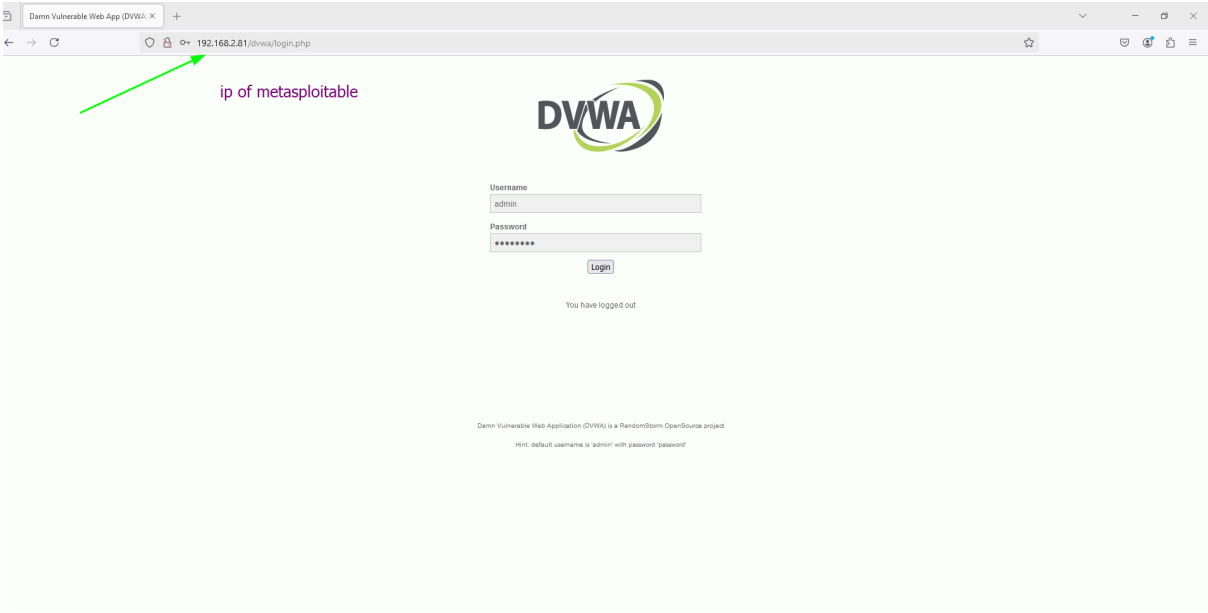 Damn Vulnerable Web App (DVWA
192.168.2.81/dvwa/login.php
ip of metasploitable
DVWA
Username
admin
Password
••••••••
Login
You have logged out
Damn Vulnerable Web Application (DVWA) is a RandomStorm OpenSource project
Hint: default username is 'admin' with password 'password'